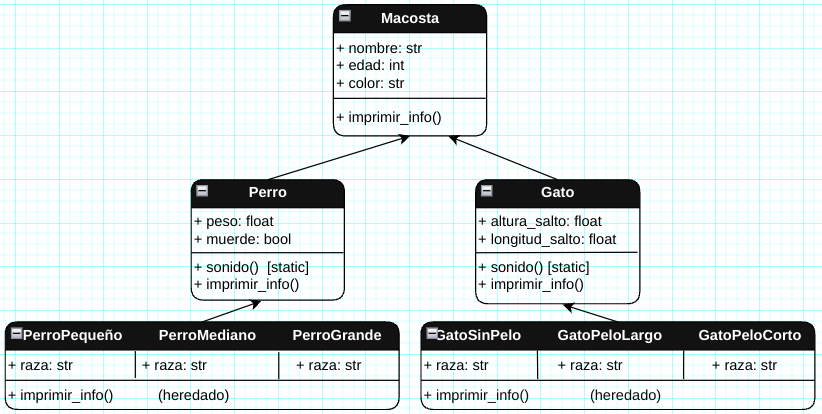 Macosta
+ nombre: str
+ edad: int
+ color: str
+ imprimir_info()
Perro
+ peso: float
+ muerde: bool
+ sonido() [static]
+ imprimir_info()
Gato
+ altura_salto: float
+ longitud_salto: float
+ sonido() [static]
+ imprimir_info()
PerroPequeño PerroMediano PerroGrande
+ raza: str + raza: str + raza: str
+ imprimir_info() (heredado)
GatoSinPelo GatoPeloLargo GatoPeloCorto
+ raza: str + raza: str + raza: str
+ imprimir_info() (heredado)